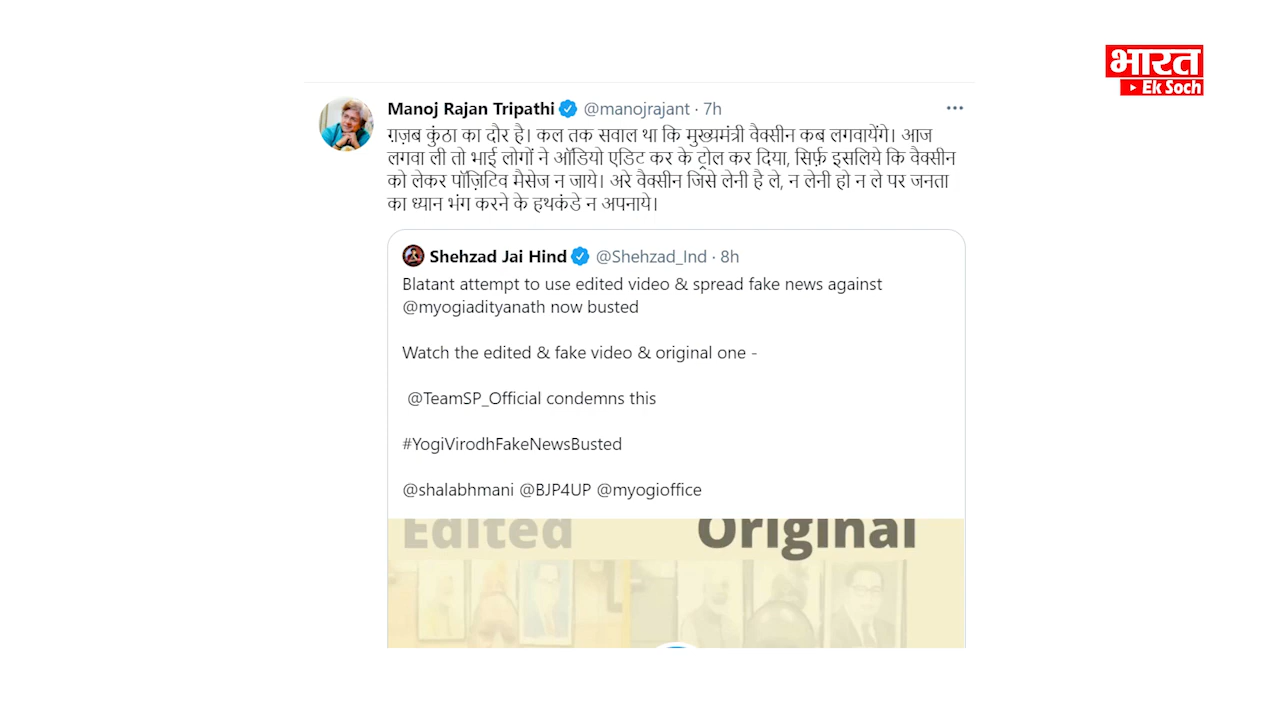 भारत
Ek Soch
Manoj Rajan Tripathi @manojrajant · 7h
ग़ज़ब कुंठा का दौर है। कल तक सवाल था कि मुख्यमंत्री वैक्सीन कब लगवायेंगे। आज
लगवा ली तो भाई लोगों ने ऑडियो एडिट कर के ट्रोल कर दिया, सिर्फ़ इसलिये कि वैक्सीन
को लेकर पॉज़िटिव मैसेज न जाये। अरे वैक्सीन जिसे लेनी है ले, न लेनी हो न ले पर जनता
का ध्यान भंग करने के हथकंडे न अपनाये।
Shehzad Jai Hind @Shehzad_Ind · 8h
Blatant attempt to use edited video & spread fake news against
@myogiadityanath now busted
Watch the edited & fake video & original one -
@TeamSP_Official condemns this
#YogiVirodhFakeNewsBusted
@shalabhmani @BJP4UP @myogioffice
Edited Original